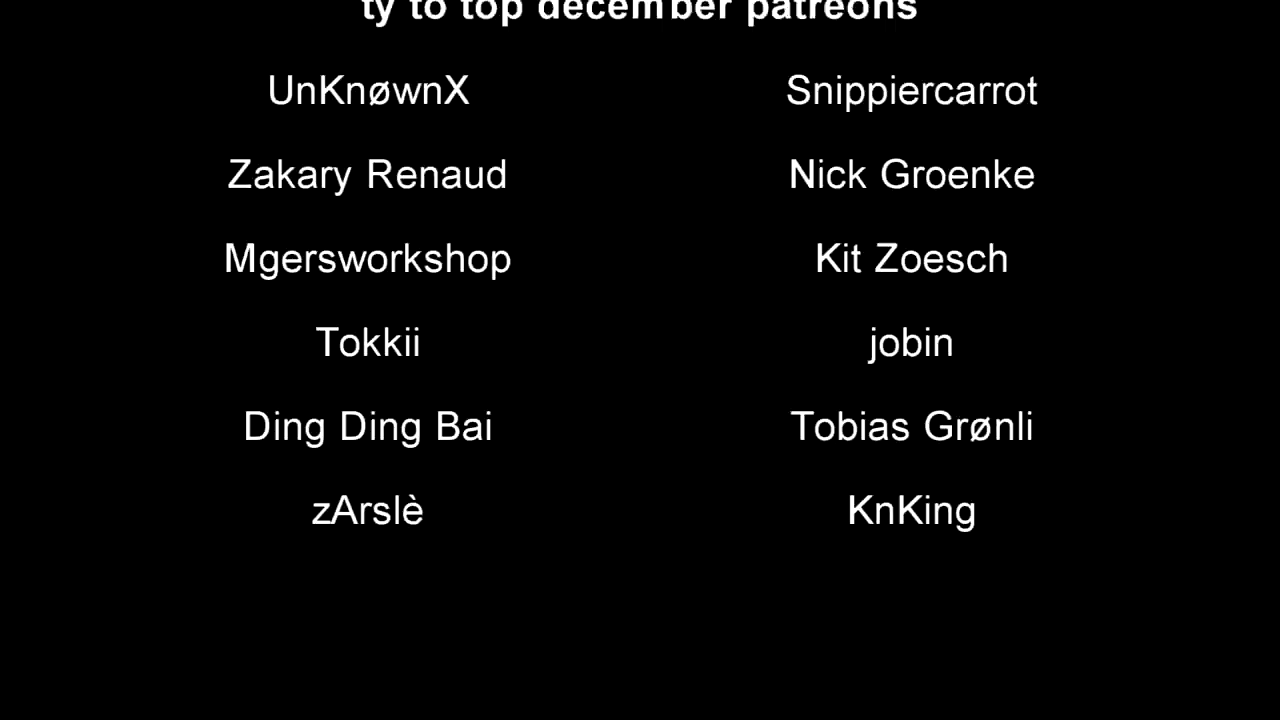 ty to top december patreons
UnKnøwnX Snippiercarrot
Zakary Renaud Nick Groenke
Mgersworkshop Kit Zoesch
Tokkii jobin
Ding Ding Bai Tobias Grønli
zArslè KnKing